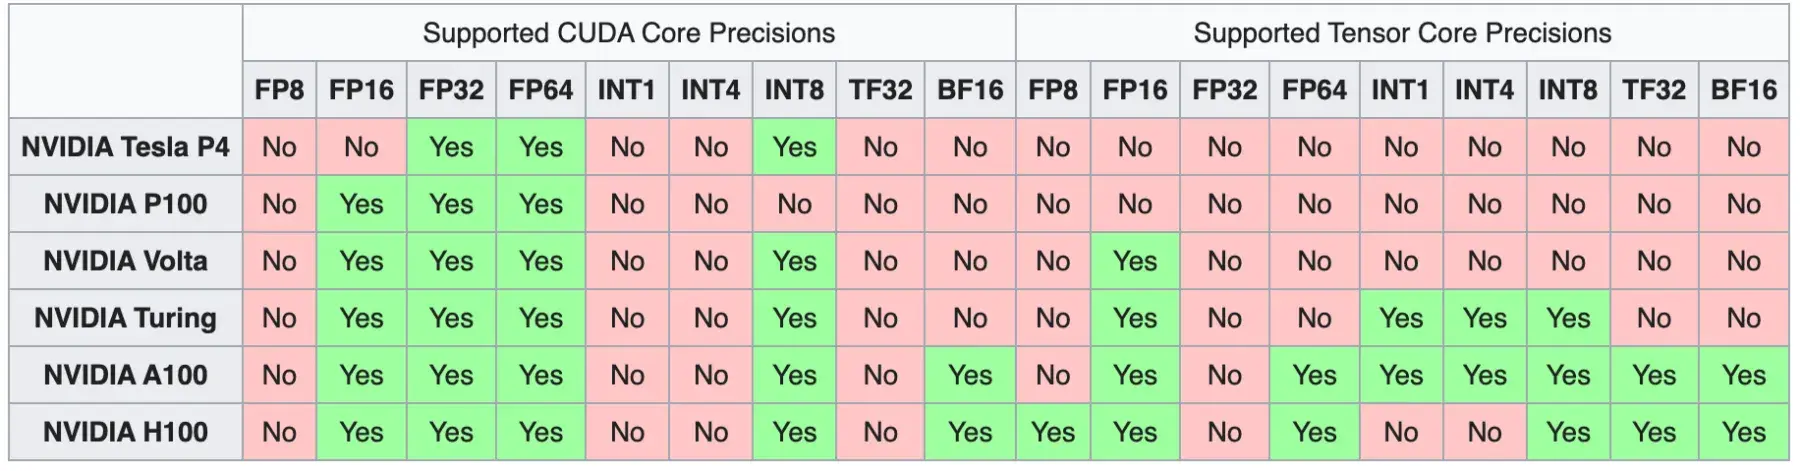 Supported CUDA Core Precisions Supported Tensor Core Precisions
FP8 FP16 FP32 FP64 INT1 INT4 INT8 TF32 BF16 FP8 FP16 FP32 FP64 INT1 INT4 INT8 TF32 BF16
NVIDIA Tesla P4 No No Yes Yes No No Yes No No No No No No No No No No No
NVIDIA P100 No Yes Yes Yes No No No No No No No No No No No No No No
NVIDIA Volta No Yes Yes Yes No No Yes No No No Yes No No No No No No No
NVIDIA Turing No Yes Yes Yes No No Yes No No No Yes No No Yes Yes Yes No No
NVIDIA A100 No Yes Yes Yes No No Yes No Yes No Yes No Yes Yes Yes Yes Yes Yes
NVIDIA H100 No Yes Yes Yes No No Yes No Yes Yes Yes No Yes No No Yes Yes Yes